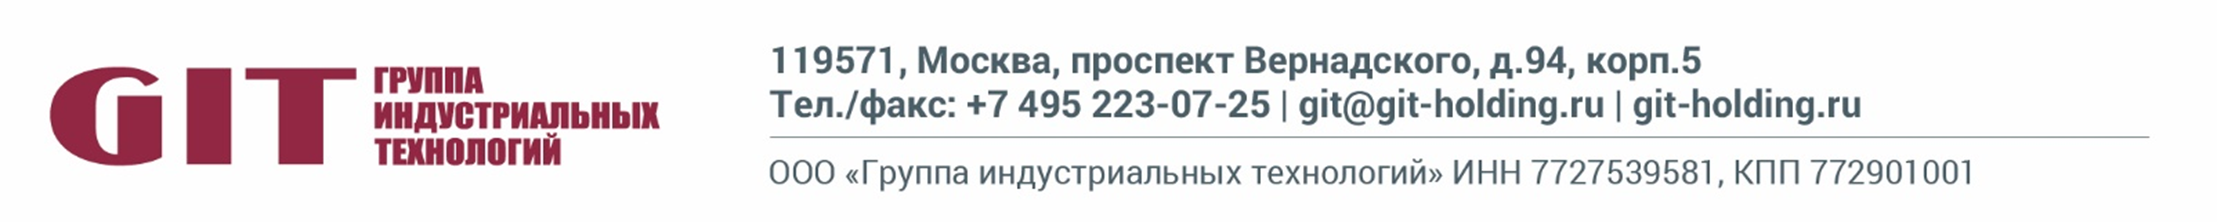 GIT ГРУППА
ИНДУСТРИАЛЬНЫХ
ТЕХНОЛОГИЙ
119571, Москва, проспект Вернадского, д.94, корп.5
Тел./факс: +7 495 223-07-25 | git@git-holding.ru | git-holding.ru
ООО «Группа индустриальных технологий» ИНН 7727539581, КПП 772901001